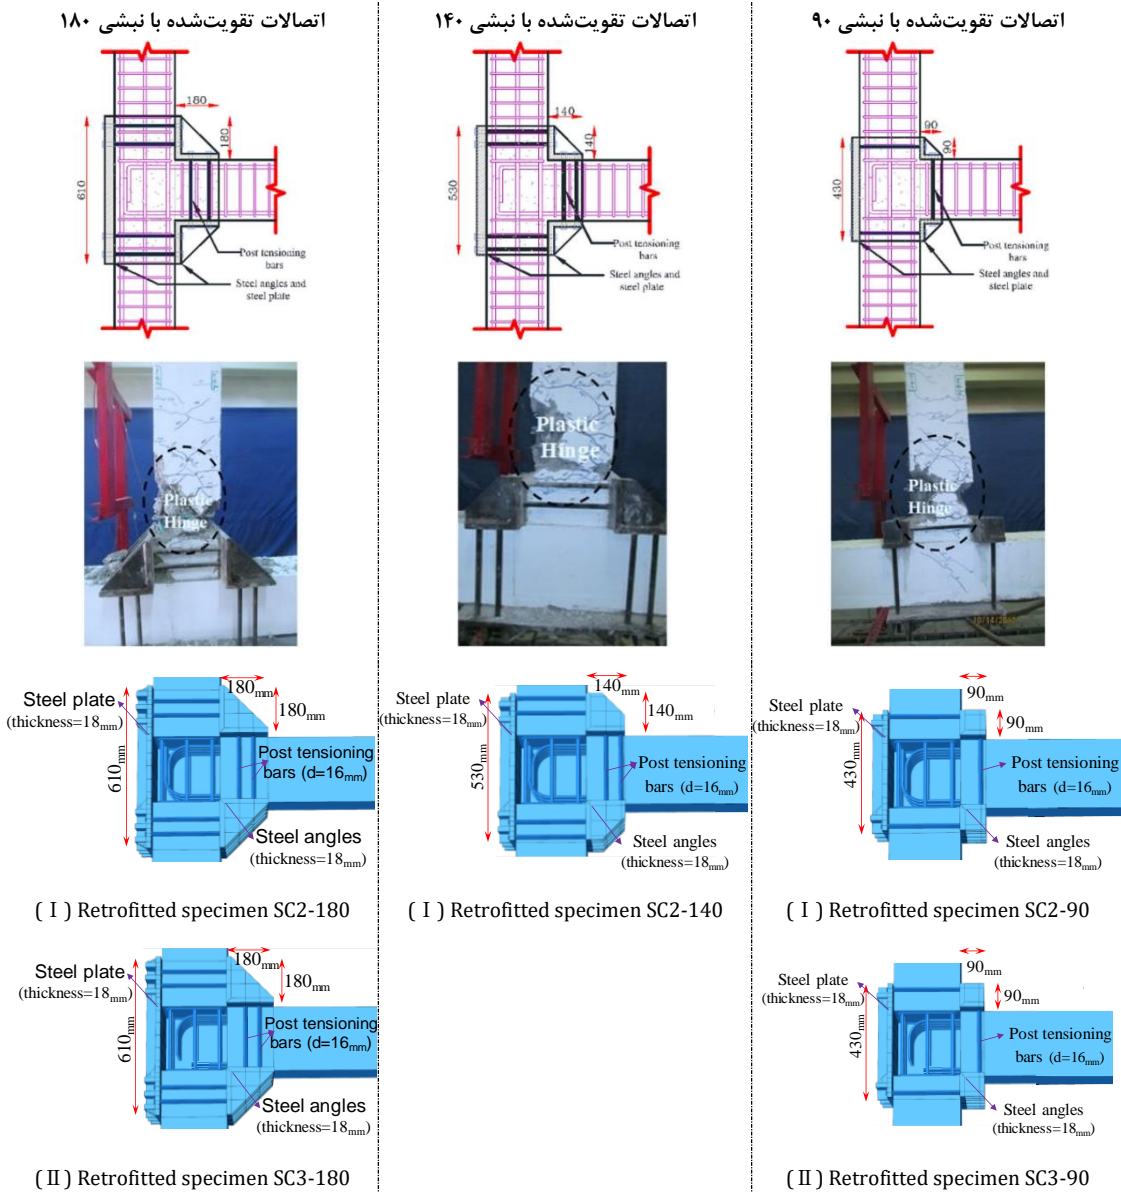 اتصالات تقویت‌شده با نبشی ۱۸۰
180
180
610
Post tensioning
bars
Steel angles and
steel plate
Plastic
Hinge
180mm
Steel plate
(thickness=18mm)
180mm
610mm
Post tensioning
bars (d=16mm)
Steel angles
(thickness=18mm)
( Ⅰ ) Retrofitted specimen SC2-180
180mm
Steel plate
(thickness=18mm)
180mm
610mm
Post tensioning
bars (d=16mm)
Steel angles
(thickness=18mm)
( Ⅱ ) Retrofitted specimen SC3-180
اتصالات تقویت‌شده با نبشی ۱۴۰
140
140
530
Post tensioning
bars
Steel angles and
steel plate
Plastic
Hinge
140mm
Steel plate
(thickness=18mm)
140mm
530mm
Post tensioning
bars (d=16mm)
Steel angles
(thickness=18mm)
( Ⅰ ) Retrofitted specimen SC2-140
اتصالات تقویت‌شده با نبشی ۹۰
90
90
430
Post tensioning
bars
Steel angles and
steel plate
Plastic
Hinge
10/14/20
90mm
Steel plate
(thickness=18mm)
90mm
430mm
Post tensioning
bars (d=16mm)
Steel angles
(thickness=18mm)
( Ⅰ ) Retrofitted specimen SC2-90
90mm
Steel plate
(thickness=18mm)
90mm
430mm
Post tensioning
bars (d=16mm)
Steel angles
(thickness=18mm)
( Ⅱ ) Retrofitted specimen SC3-90